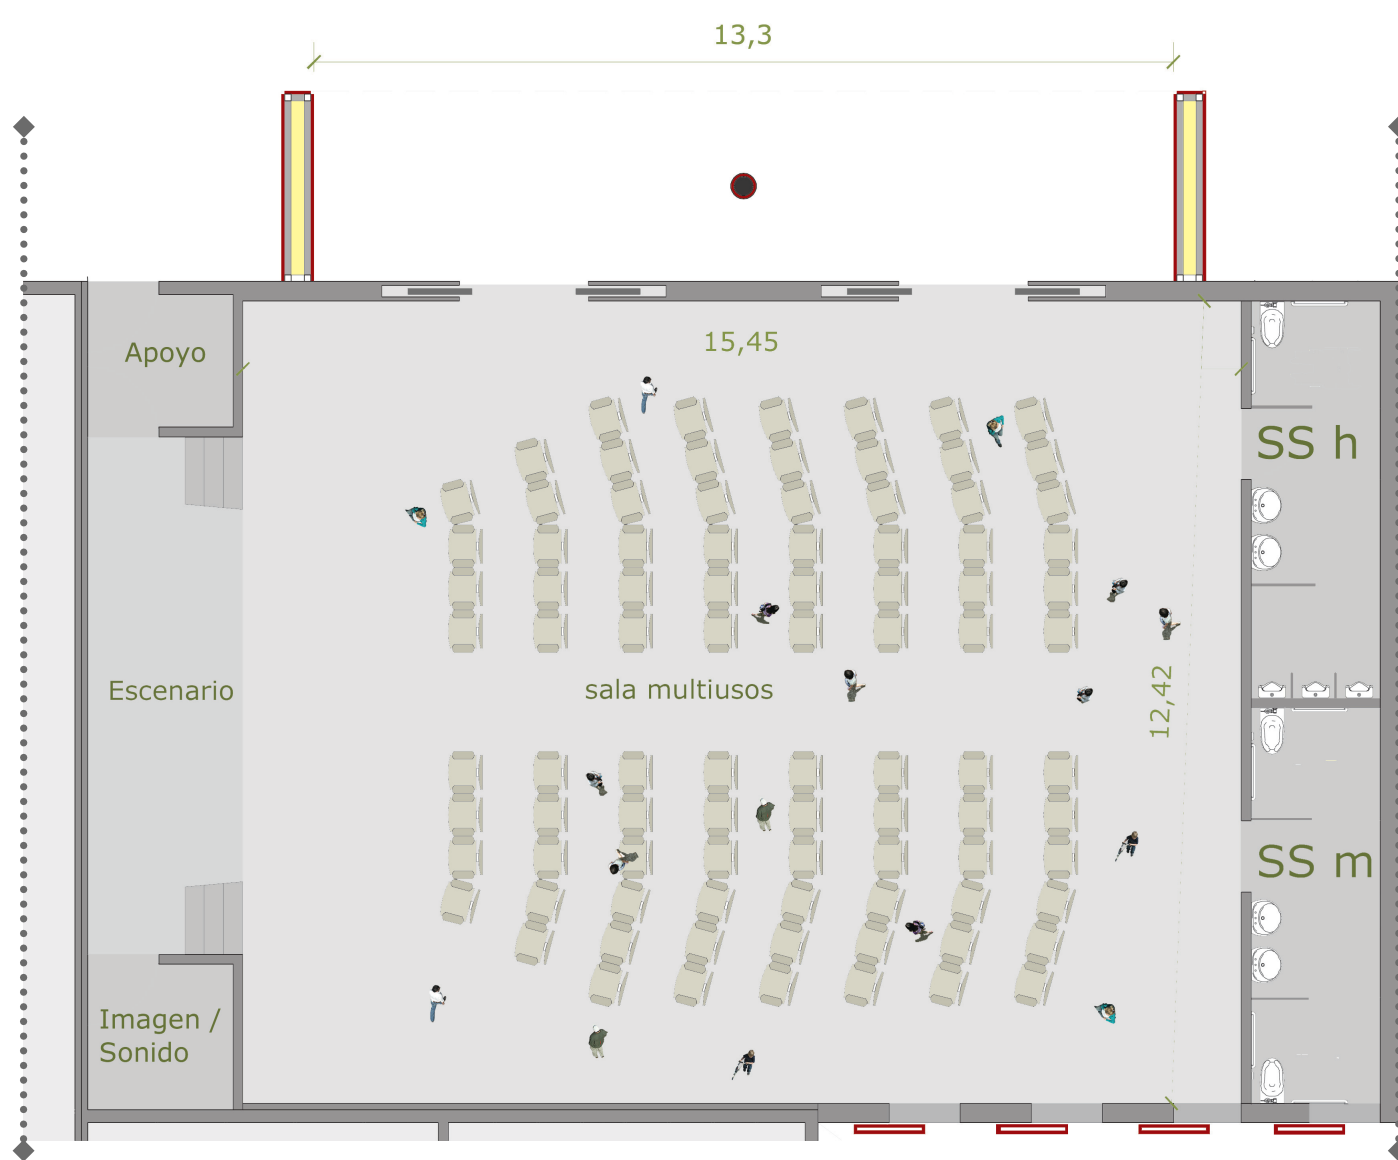 13,3
15,45
Apoyo
SS h
Escenario
sala multiusos
12,42
SS m
Imagen /
Sonido